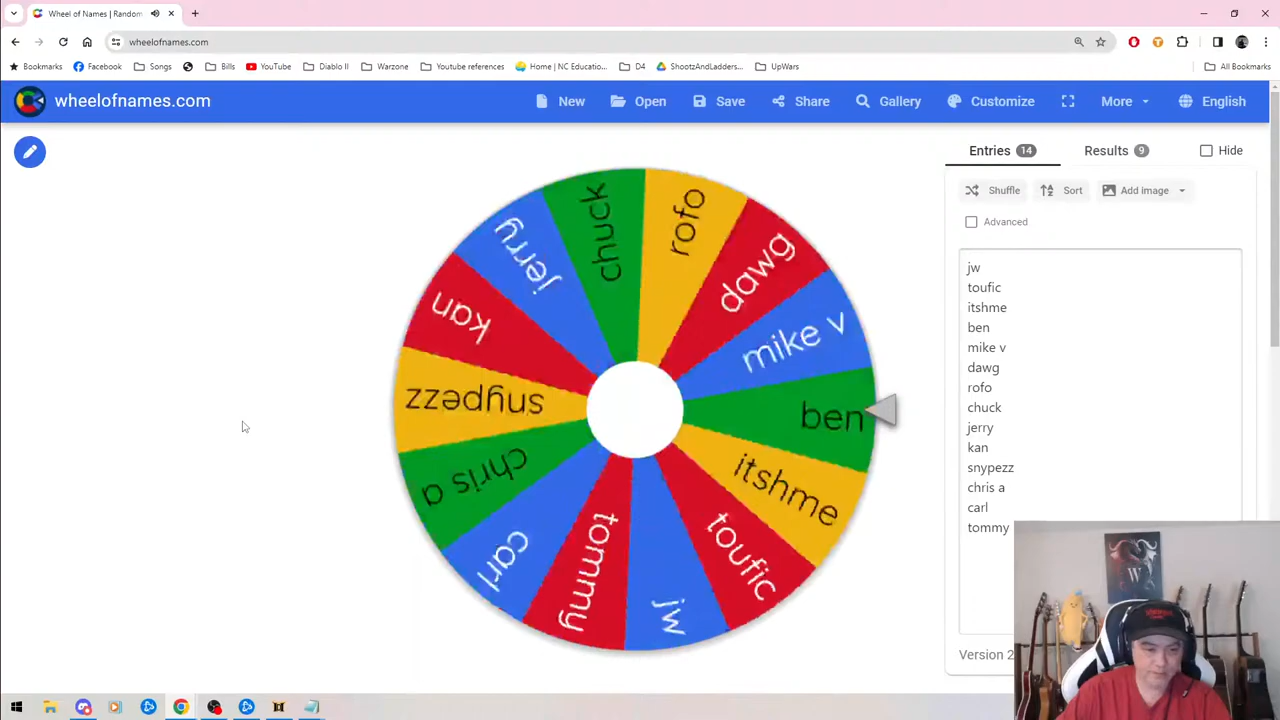 Wheel of Names | Random
wheelofnames.com
Bookmarks Facebook Songs Bills YouTube Diablo II Warzone Youtube references Home | NC Educatio... D4 ShootzAndLadders... UpWars All Bookmarks
wheelofnames.com New Open Save Share Gallery Customize More English
Entries 14 Results 9 Hide
Shuffle Sort Add image
Advanced
jw
toufic
itshme
ben
mike v
dawg
rofo
chuck
jerry
kan
snypezz
chris a
carl
tommy
Version 2
chuck
rofo
dawg
mike v
ben
itshme
toufic
jw
tommy
carl
chris a
snypezz
kan
jerry
W